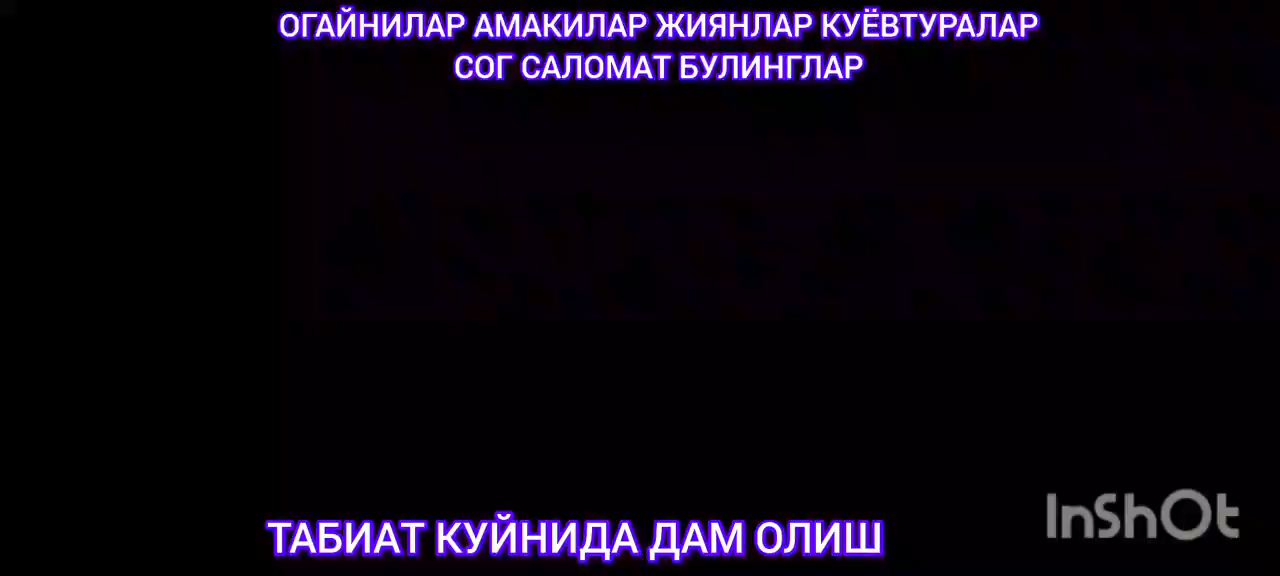 ОГАЙНИЛАР АМАКИЛАР ЖИЯНЛАР КУЁВТУРАЛАР
СОГ САЛОМАТ БУЛИНГЛАР
ТАБИАТ КУЙНИДА ДАМ ОЛИШ
InShOt